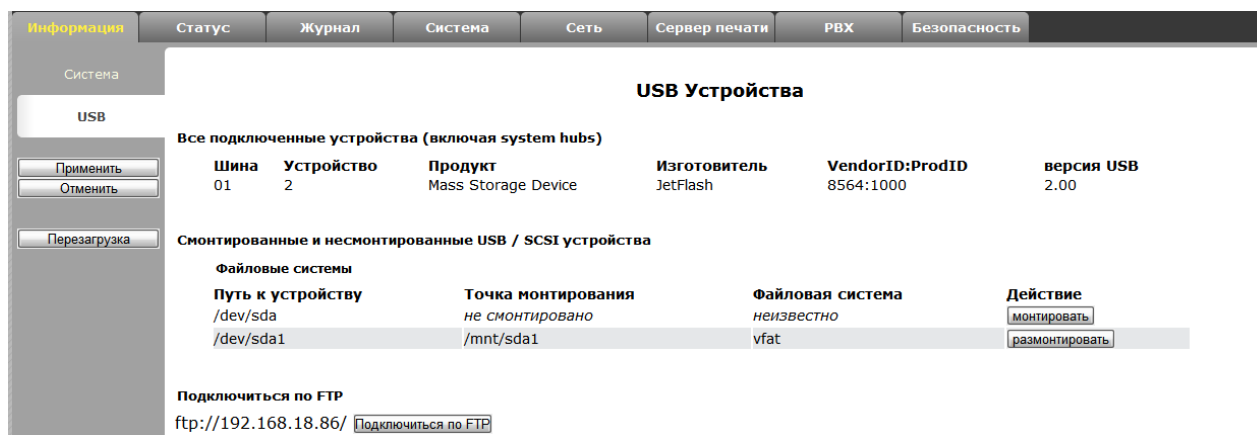 Информация Статус Журнал Система Сеть Сервер печати PBX Безопасность
Система
USB
Применить
Отменить
Перезагрузка
USB Устройства
Все подключенные устройства (включая system hubs)
Шина Устройство Продукт Изготовитель VendorID:ProdID версия USB
01 2 Mass Storage Device JetFlash 8564:1000 2.00
Смонтированные и несмонтированные USB / SCSI устройства
Файловые системы
Путь к устройству Точка монтирования Файловая система Действие
/dev/sda не смонтировано неизвестно монтировать
/dev/sda1 /mnt/sda1 vfat размонтировать
Подключиться по FTP
ftp://192.168.18.86/ Подключиться по FTP